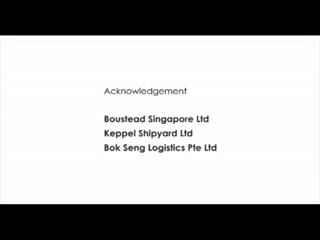 Acknowledgement
Boustead Singapore Ltd
Keppel Shipyard Ltd
Bok Seng Logistics Pte Ltd